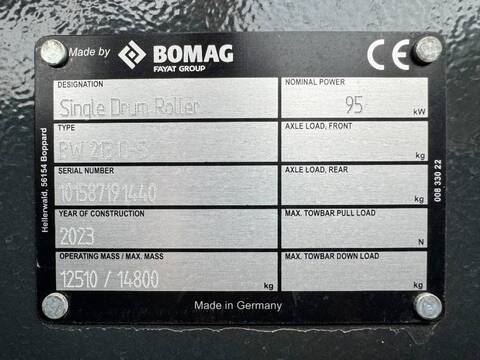 Made by BOMAG
FAYAT GROUP
CE
DESIGNATION
Single Drum Roller
NOMINAL POWER
95 kW
TYPE
BW 213
AXLE LOAD, FRONT
kg
SERIAL NUMBER
101587191440
AXLE LOAD, REAR
kg
YEAR OF CONSTRUCTION
2023
MAX. TOWBAR PULL LOAD
N
OPERATING MASS / MAX. MASS
12510 / 14800 kg
MAX. TOWBAR DOWN LOAD
kg
Made in Germany
Hellerwald, 56154 Boppard
008 330 22